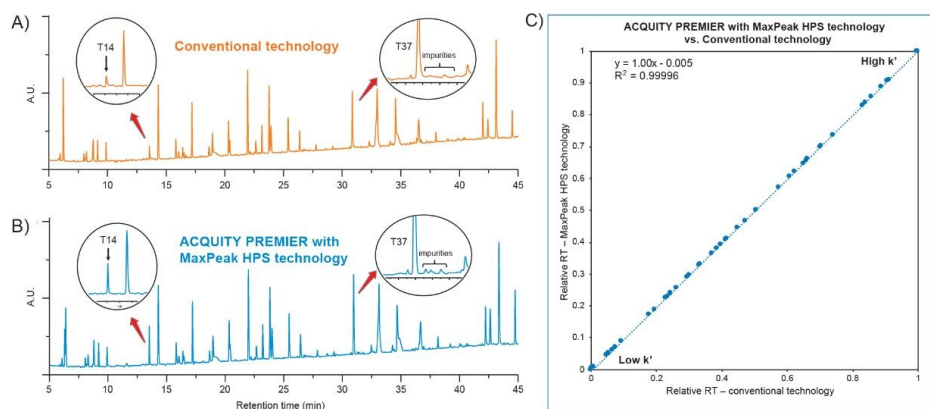 A)
Conventional technology
T14
T37
impurities
A.U.
5 10 15 20 25 30 35 40 45
Retention time (min)
B)
ACQUITY PREMIER with
MaxPeak HPS technology
T14
T37
impurities
A.U.
5 10 15 20 25 30 35 40 45
Retention time (min)
C)
ACQUITY PREMIER with MaxPeak HPS technology
vs. Conventional technology
y = 1.00x - 0.005
R² = 0.99996
High k'
Low k'
Relative RT – MaxPeak HPS technology
1
0.9
0.8
0.7
0.6
0.5
0.4
0.3
0.2
0.1
0
0 0.2 0.4 0.6 0.8 1
Relative RT – conventional technology